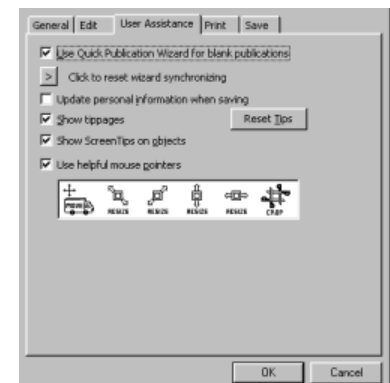 General Edit User Assistance Print Save
Use Quick Publication Wizard for blank publications
> Click to reset wizard synchronizing
Update personal information when saving
Show tippages Reset Tips
Show ScreenTips on objects
Use helpful mouse pointers
MOVE RESIZE RESIZE RESIZE RESIZE CROP
OK Cancel